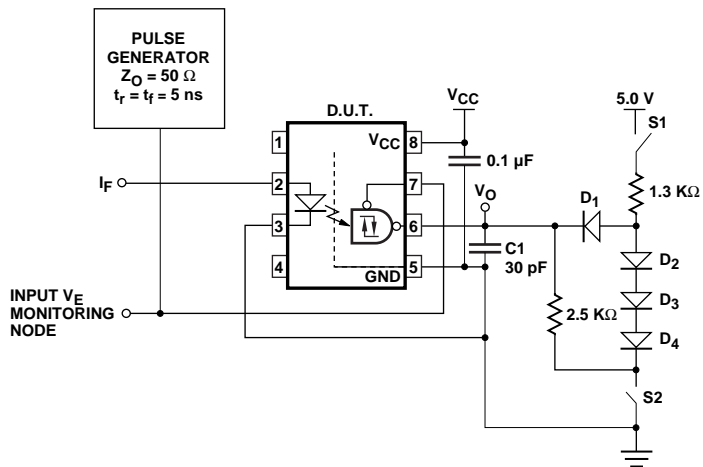 PULSE
GENERATOR
Z_O = 50 Ω
t_r = t_f = 5 ns
D.U.T.
V_CC
5.0 V
S1
1
V_CC 8
0.1 µF
I_F
2
7
V_O
D_1
1.3 KΩ
3
6
D_2
C1
30 pF
4
GND
5
D_3
INPUT V_E
MONITORING
NODE
2.5 KΩ
D_4
S2